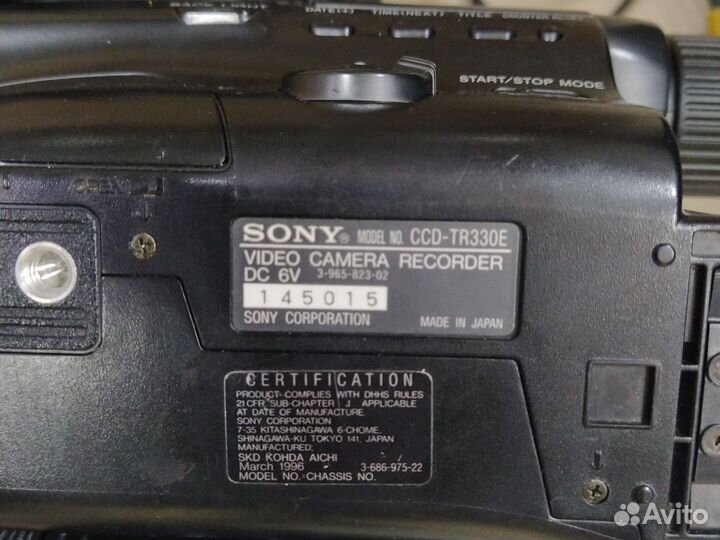 BACK LIGHT
DATE(+) TIME(NEXT) TITLE COUNTER RESET
START/STOP MODE
OPEN
SONY® MODEL NO. CCD-TR330E
VIDEO CAMERA RECORDER
DC 6V 3-965-823-02
145015
SONY CORPORATION MADE IN JAPAN
CERTIFICATION
PRODUCT COMPLIES WITH DHHS RULES
21 CFR SUB-CHAPTER J APPLICABLE
AT DATE OF MANUFACTURE
SONY CORPORATION
7-35 KITASHINAGAWA 6-CHOME,
SHINAGAWA-KU TOKYO 141, JAPAN
MANUFACTURED:
SKD KOHDA AICHI
March 1996 3-686-975-22
MODEL NO.=CHASSIS NO.
Avito